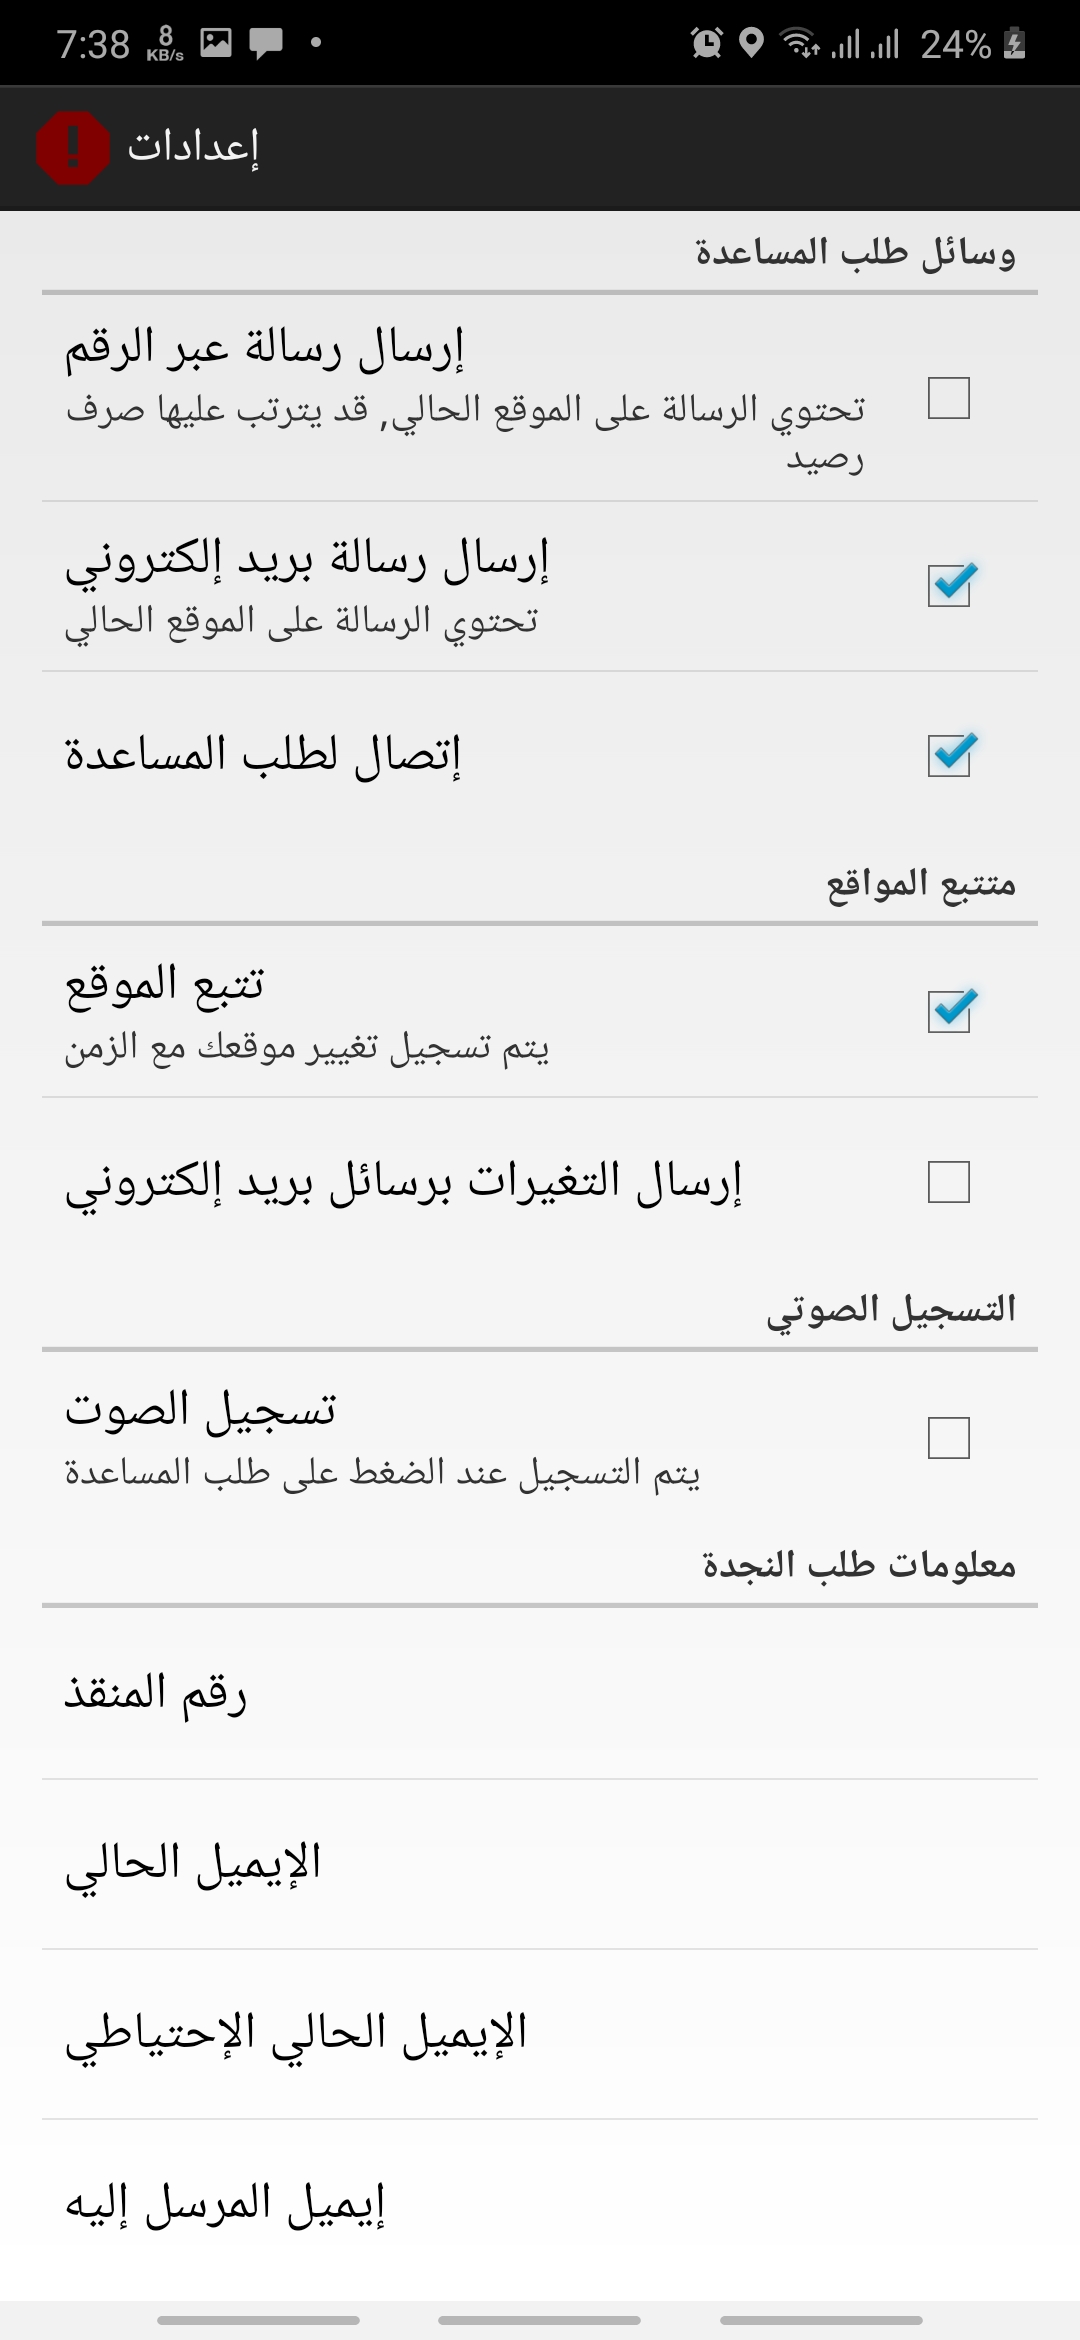 7:38 8 KB/s 24%
إعدادات
وسائل طلب المساعدة
إرسال رسالة عبر الرقم
تحتوي الرسالة على الموقع الحالي, قد يترتب عليها صرف
رصيد
إرسال رسالة بريد إلكتروني
تحتوي الرسالة على الموقع الحالي
إتصال لطلب المساعدة
متتبع المواقع
تتبع الموقع
يتم تسجيل تغيير موقعك مع الزمن
إرسال التغيرات برسائل بريد إلكتروني
التسجيل الصوتي
تسجيل الصوت
يتم التسجيل عند الضغط على طلب المساعدة
معلومات طلب النجدة
رقم المنقذ
الإيميل الحالي
الإيميل الحالي الإحتياطي
إيميل المرسل إليه